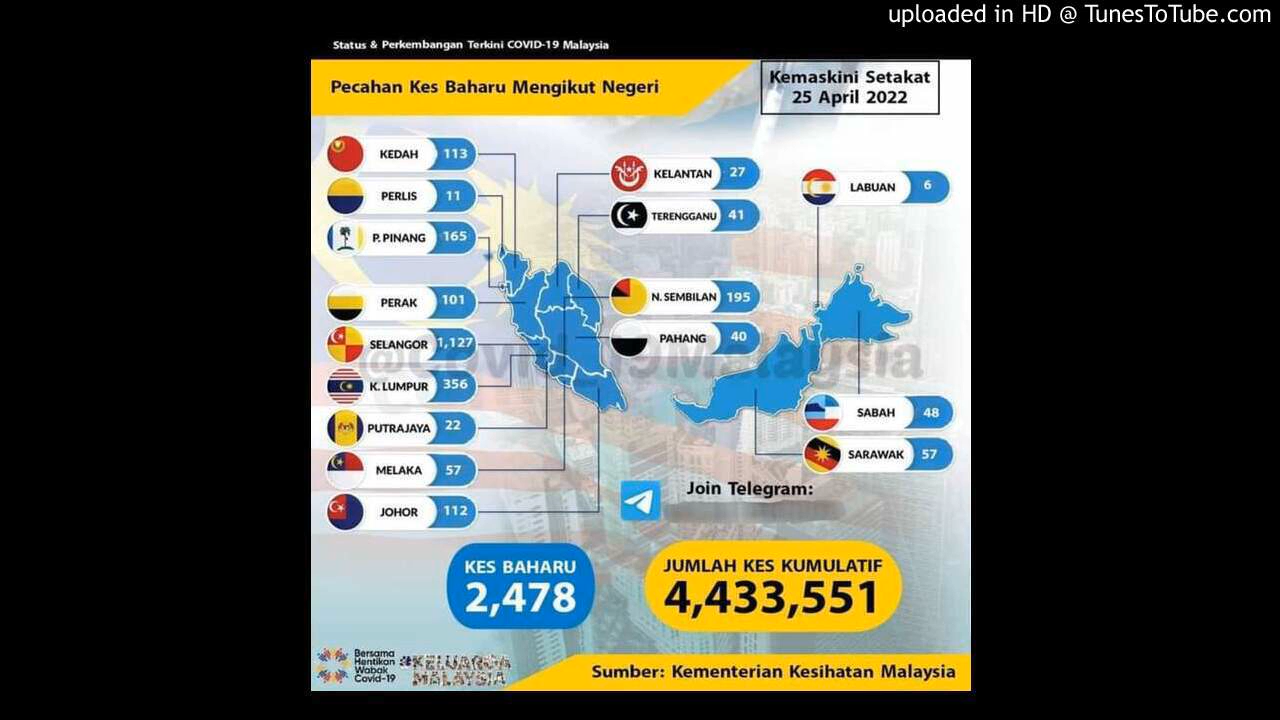 uploaded in HD @ TunesToTube.com
Status & Perkembangan Terkini COVID-19 Malaysia
Pecahan Kes Baharu Mengikut Negeri
Kemaskini Setakat
25 April 2022
KEDAH 113
PERLIS 11
P. PINANG 165
PERAK 101
SELANGOR 1,127
K. LUMPUR 356
PUTRAJAYA 22
MELAKA 57
JOHOR 112
KELANTAN 27
TERENGGANU 41
N. SEMBILAN 195
PAHANG 40
LABUAN 6
SABAH 48
SARAWAK 57
@Covid_19Malaysia
Join Telegram:
KES BAHARU
2,478
JUMLAH KES KUMULATIF
4,433,551
Bersama
Hentikan
Wabak
Covid-19
#KELUARGA
MALAYSIA
Sumber: Kementerian Kesihatan Malaysia